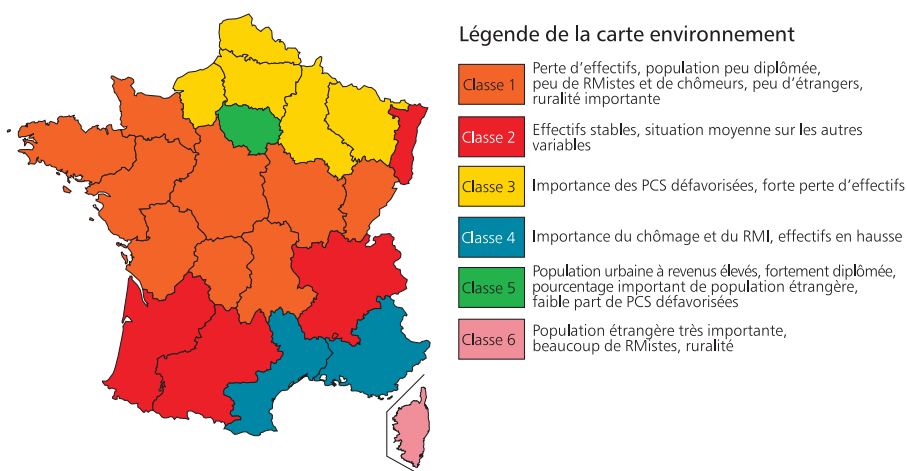 Légende de la carte environnement
Classe 1
Perte d'effectifs, population peu diplômée,
peu de RMistes et de chômeurs, peu d'étrangers,
ruralité importante
Classe 2
Effectifs stables, situation moyenne sur les autres
variables
Classe 3
Importance des PCS défavorisées, forte perte d'effectifs
Classe 4
Importance du chômage et du RMI, effectifs en hausse
Classe 5
Population urbaine à revenus élevés, fortement diplômée,
pourcentage important de population étrangère,
faible part de PCS défavorisées
Classe 6
Population étrangère très importante,
beaucoup de RMistes, ruralité